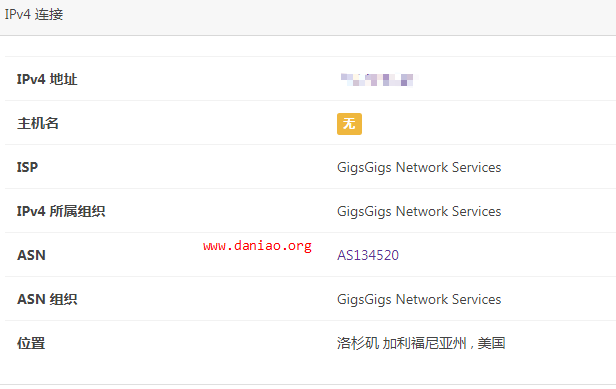 IPv4 连接
IPv4 地址
主机名 无
ISP GigsGigs Network Services
IPv4 所属组织 GigsGigs Network Services
www.daniao.org
ASN AS134520
ASN 组织 GigsGigs Network Services
位置 洛杉矶 加利福尼亚州 , 美国